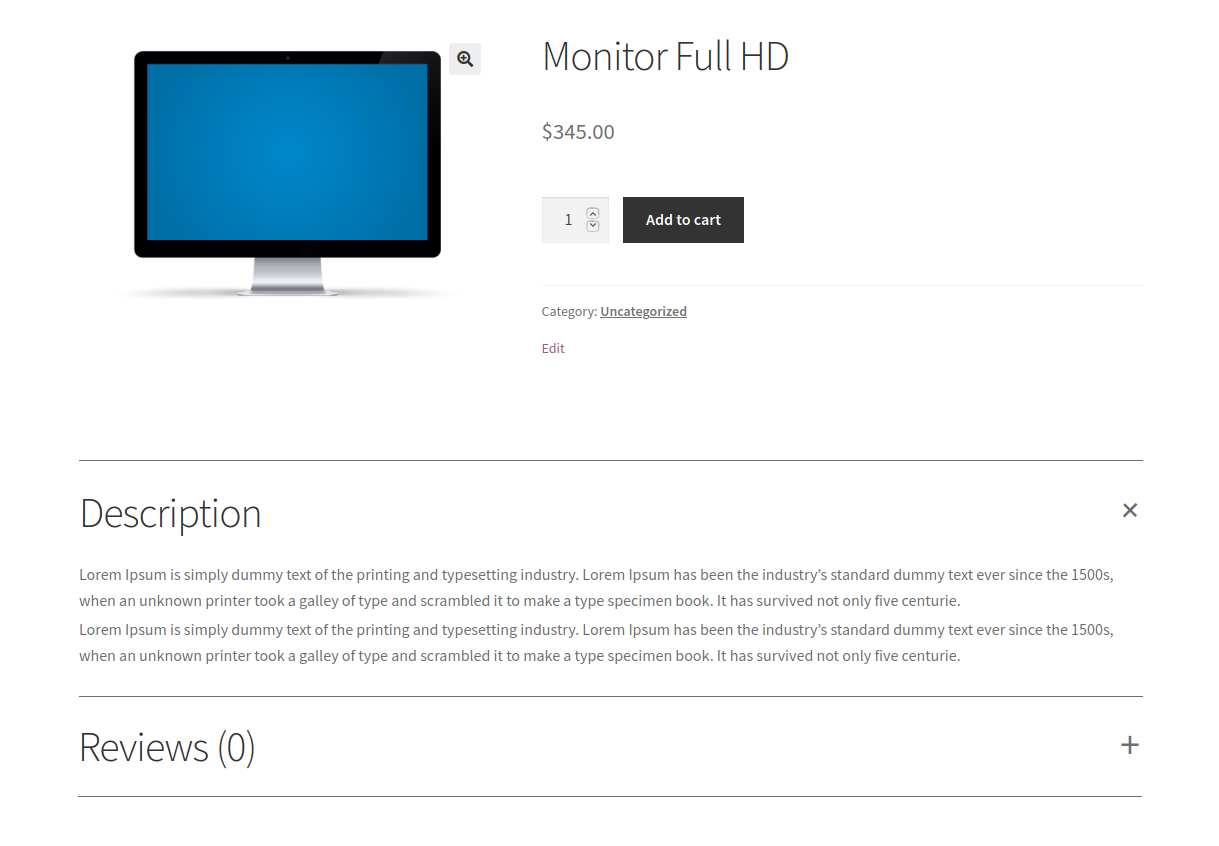 Monitor Full HD
$345.00
1
Add to cart
Category: Uncategorized
Edit
Description
Lorem Ipsum is simply dummy text of the printing and typesetting industry. Lorem Ipsum has been the industry’s standard dummy text ever since the 1500s,
when an unknown printer took a galley of type and scrambled it to make a type specimen book. It has survived not only five centurie.
Lorem Ipsum is simply dummy text of the printing and typesetting industry. Lorem Ipsum has been the industry’s standard dummy text ever since the 1500s,
when an unknown printer took a galley of type and scrambled it to make a type specimen book. It has survived not only five centurie.
Reviews (0)